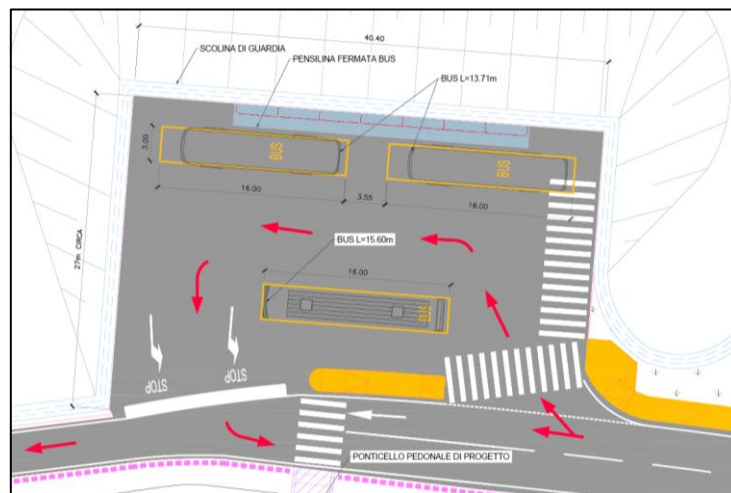 40.40
SCOLINA DI GUARDIA
PENSILINA FERMATA BUS
BUS L=13.71m
3.00
BUS
BUS
16.00
3.55
16.00
BUS L=15.60m
27m CIRCA
16.00
BUS
STOP
STOP
PONTICELLO PEDONALE DI PROGETTO